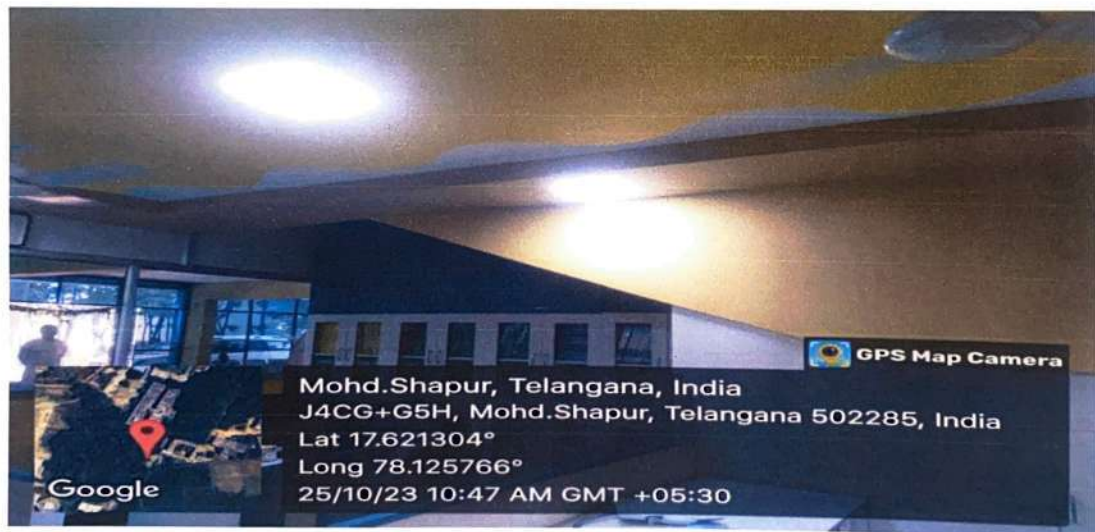 GPS Map Camera
Mohd.Shapur, Telangana, India
J4CG+G5H, Mohd.Shapur, Telangana 502285, India
Lat 17.621304°
Long 78.125766°
25/10/23 10:47 AM GMT +05:30
Google